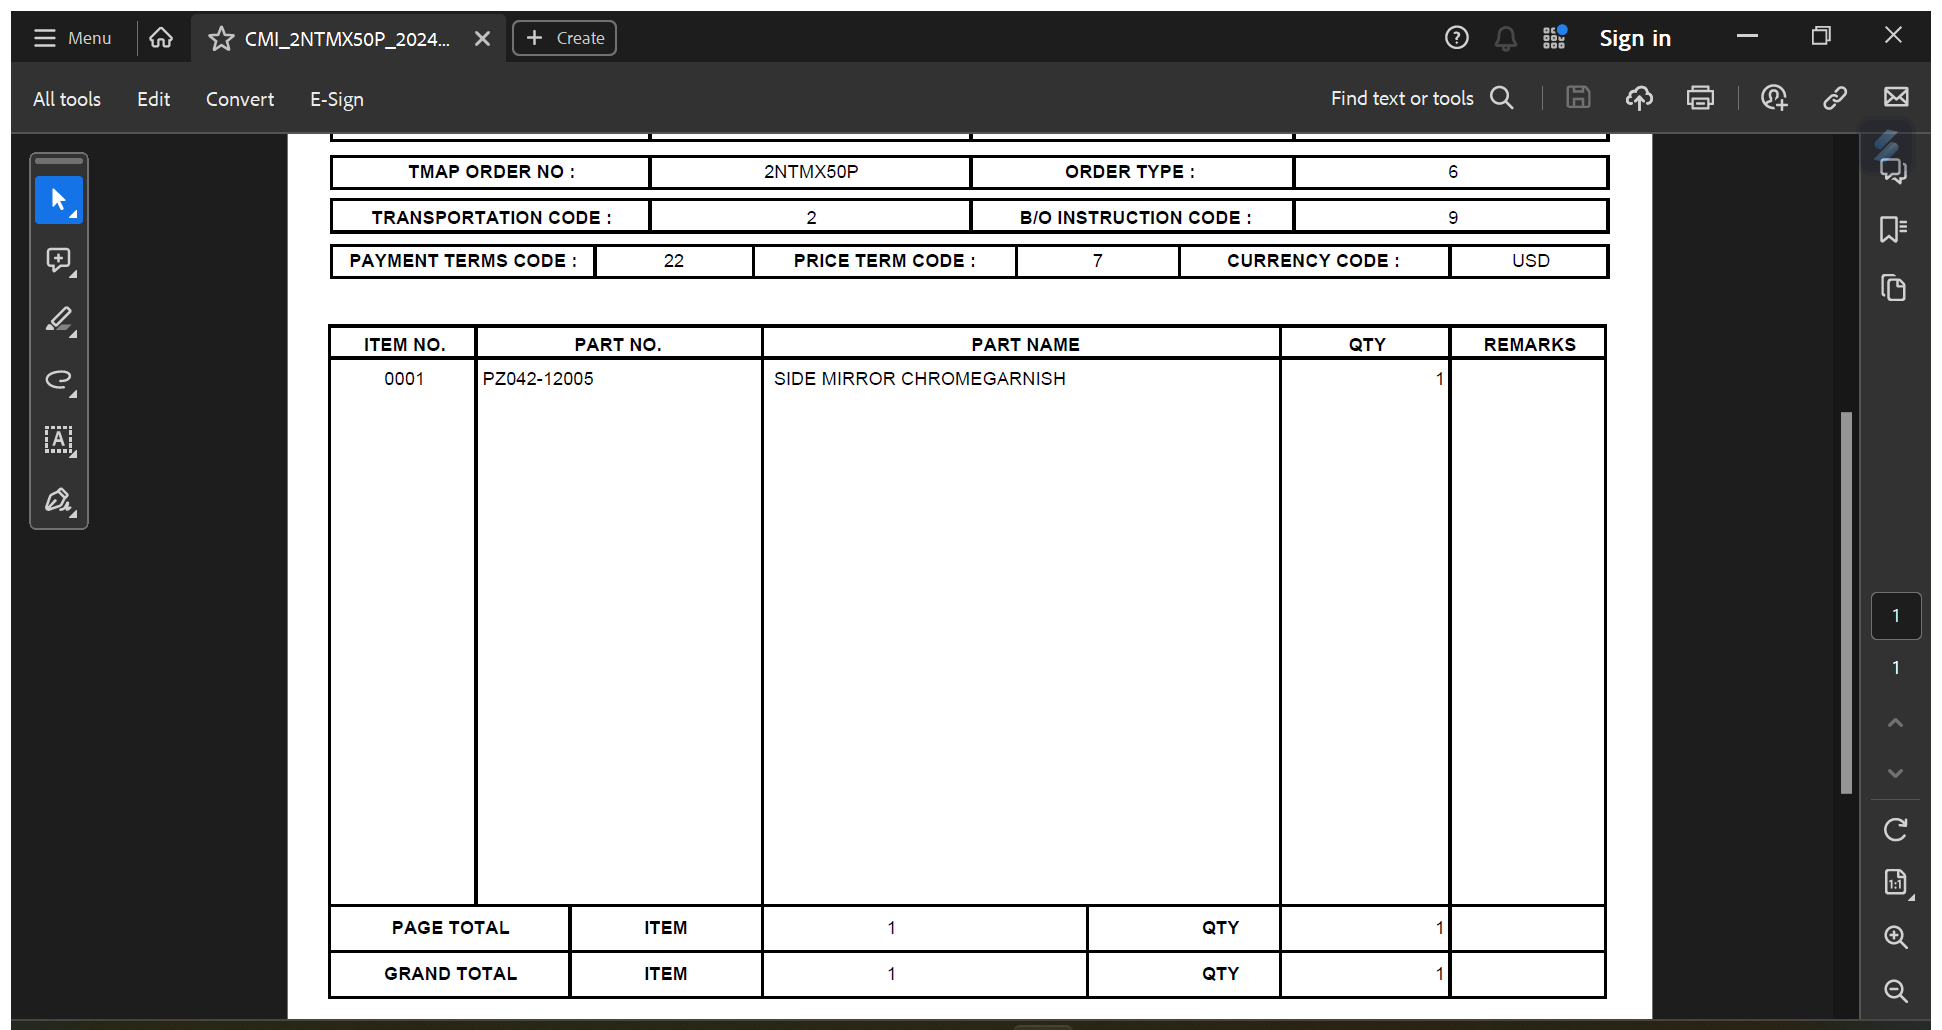 Menu CMI_2NTMX50P_2024... Create Sign in
All tools Edit Convert E-Sign Find text or tools
TMAP ORDER NO : 2NTMX50P ORDER TYPE : 6
TRANSPORTATION CODE : 2 B/O INSTRUCTION CODE : 9
PAYMENT TERMS CODE : 22 PRICE TERM CODE : 7 CURRENCY CODE : USD
ITEM NO. PART NO. PART NAME QTY REMARKS
0001 PZ042-12005 SIDE MIRROR CHROMEGARNISH 1
PAGE TOTAL ITEM 1 QTY 1
GRAND TOTAL ITEM 1 QTY 1
1
1
1:1